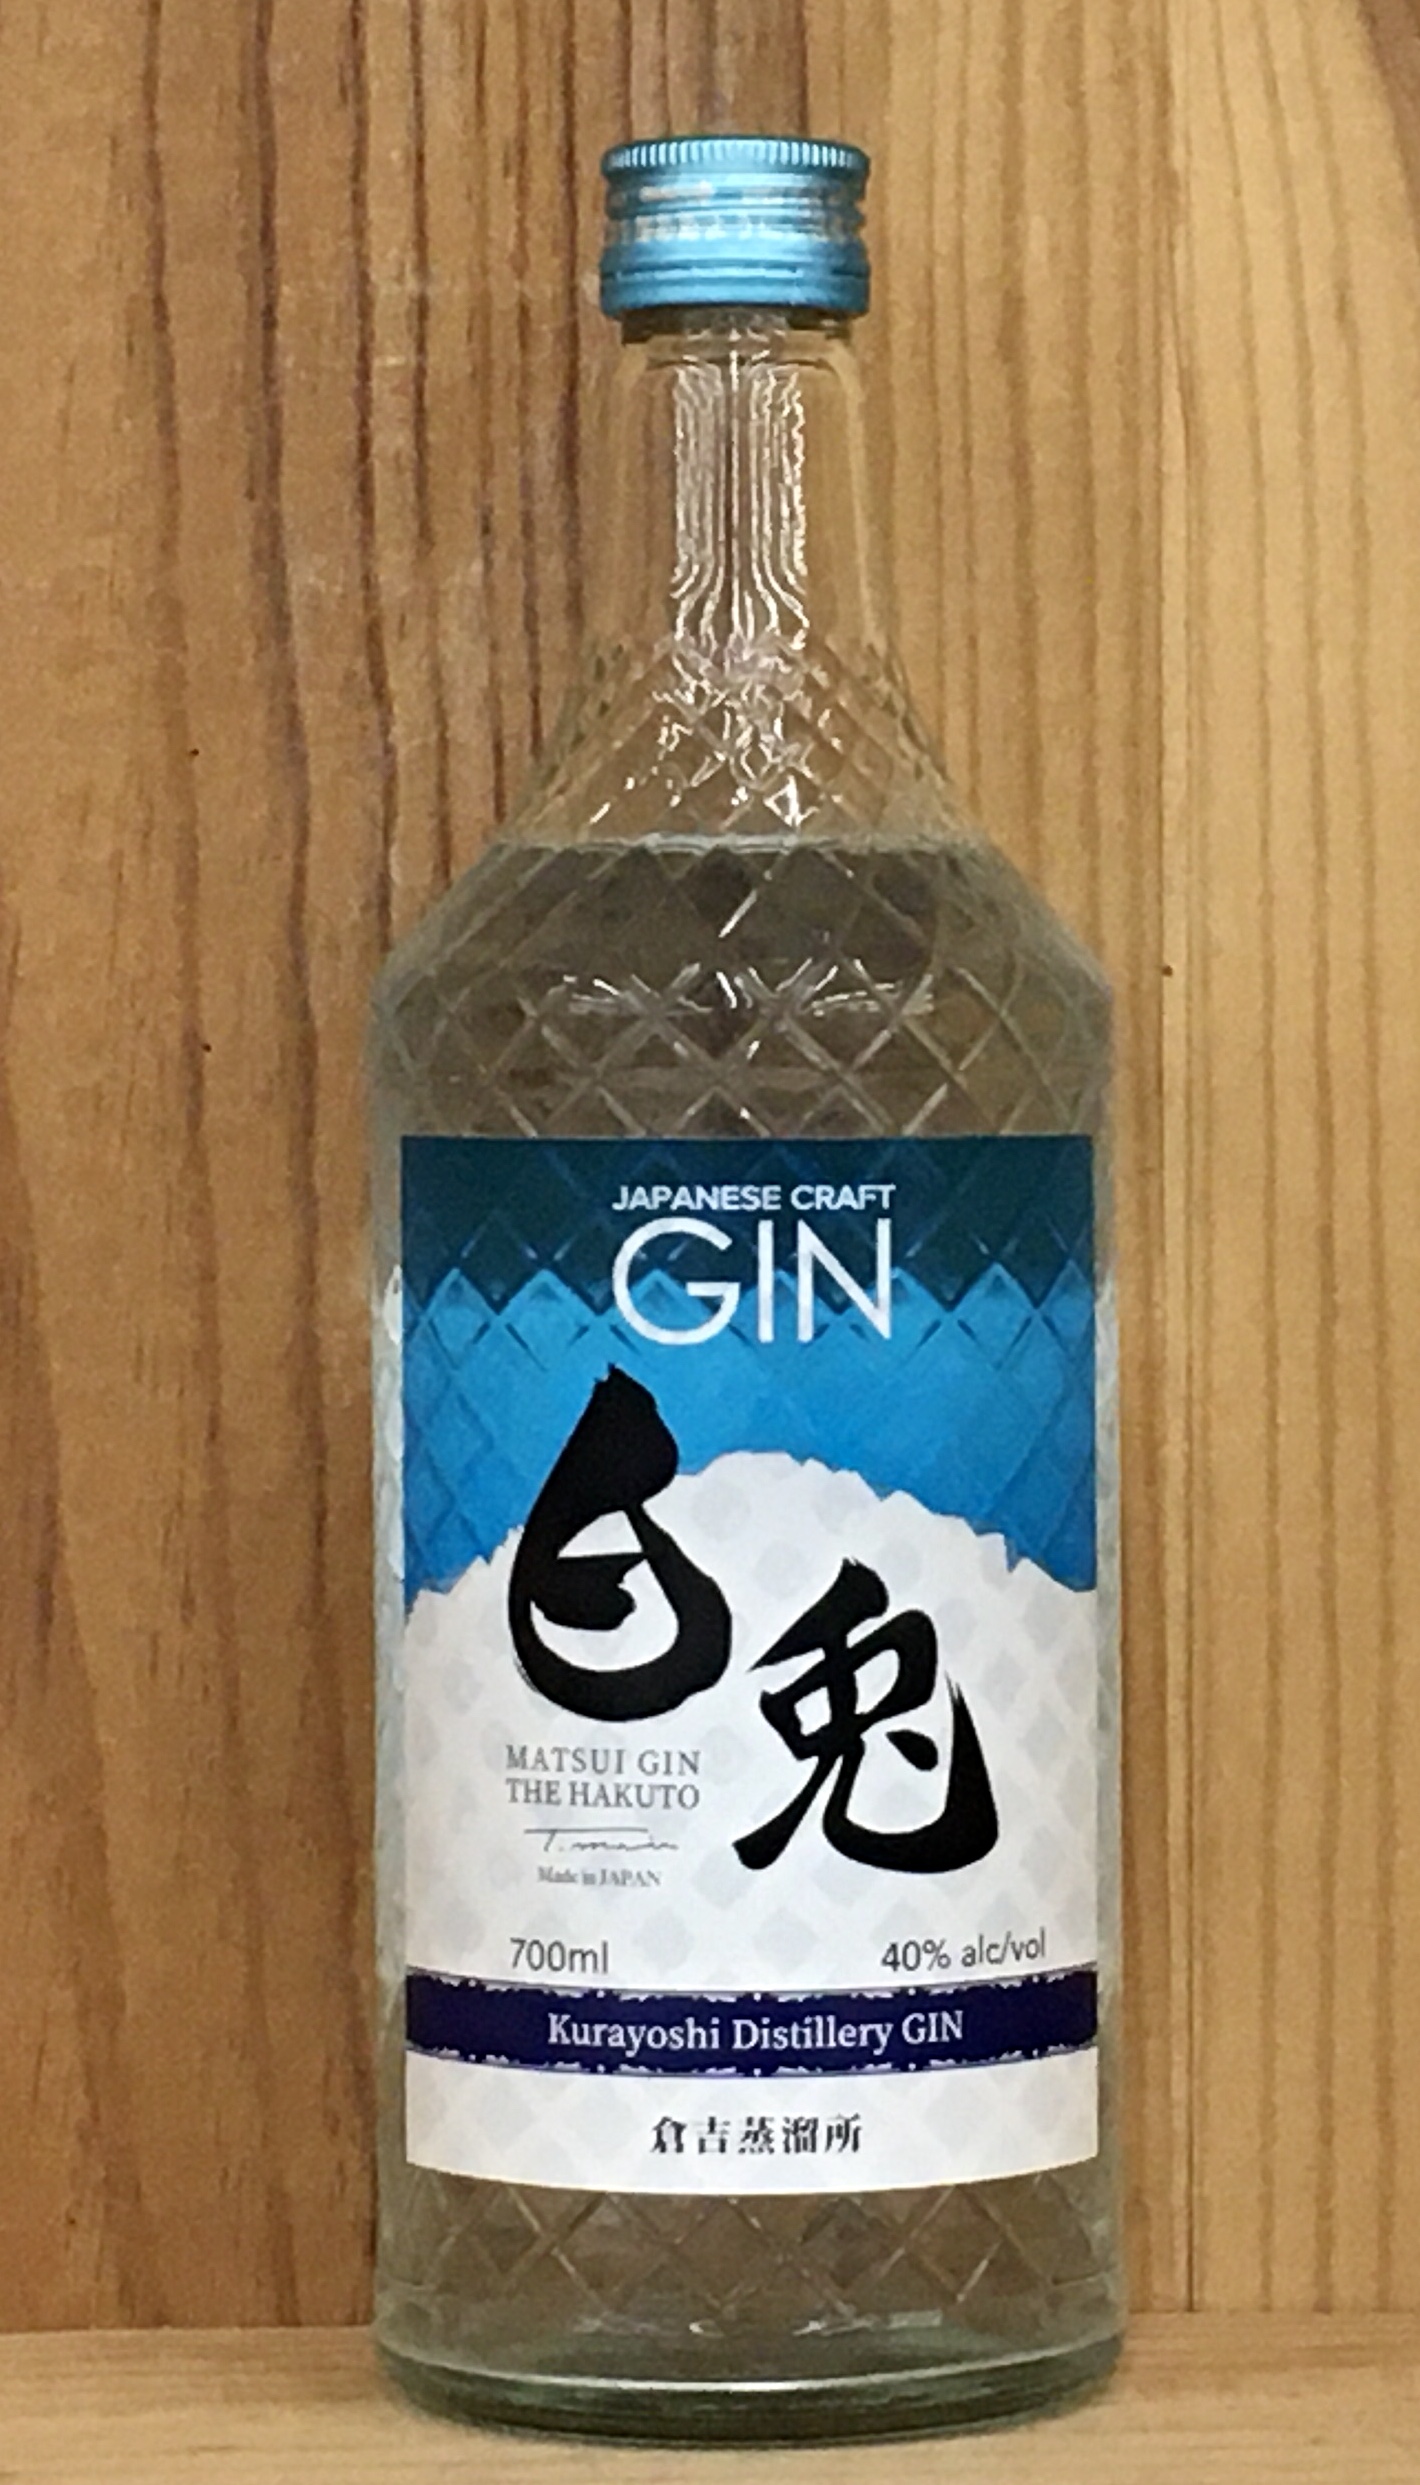 JAPANESE CRAFT
GIN
白兎
MATSUI GIN
THE HAKUTO
Made in JAPAN
700ml 40% alc/vol
Kurayoshi Distillery GIN
倉吉蒸溜所